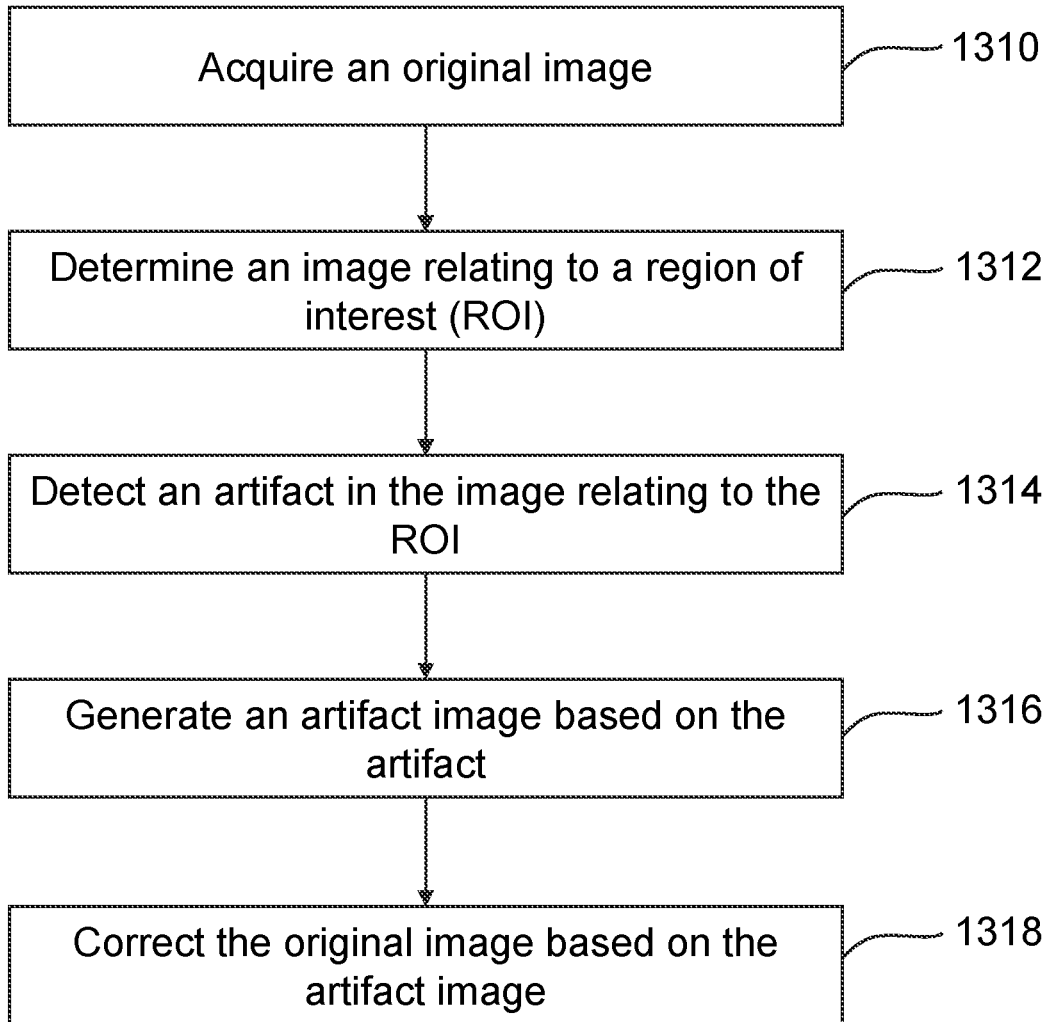 Acquire an original image
1310
Determine an image relating to a region of
interest (ROI)
1312
Detect an artifact in the image relating to the
ROI
1314
Generate an artifact image based on the
artifact
1316
Correct the original image based on the
artifact image
1318